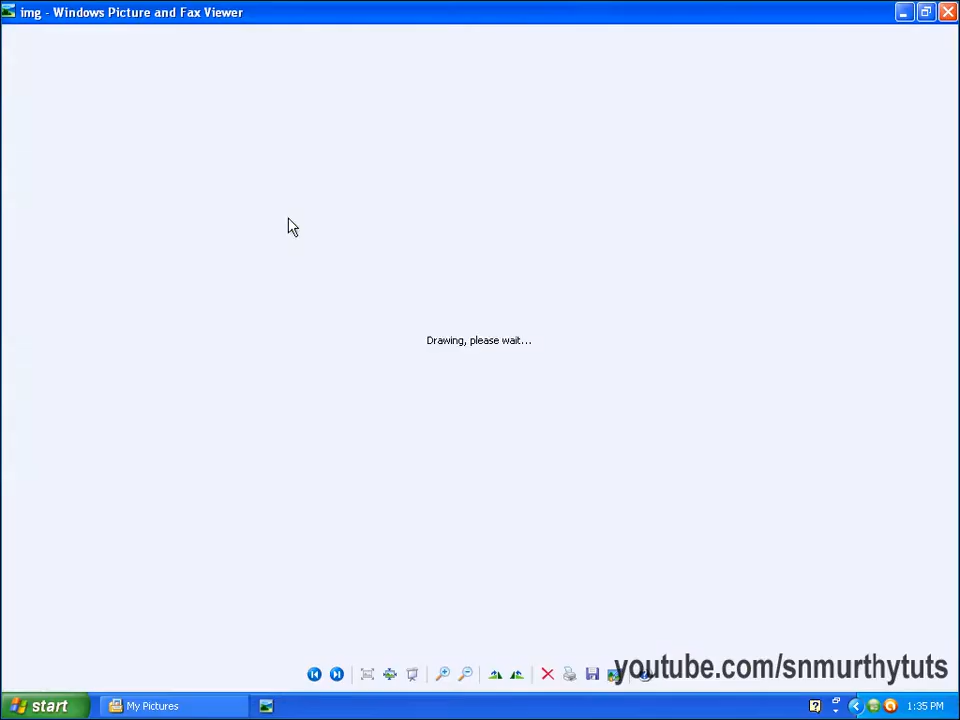 img - Windows Picture and Fax Viewer
Drawing, please wait...
youtube.com/snmurthytuts
start
My Pictures
1:35 PM